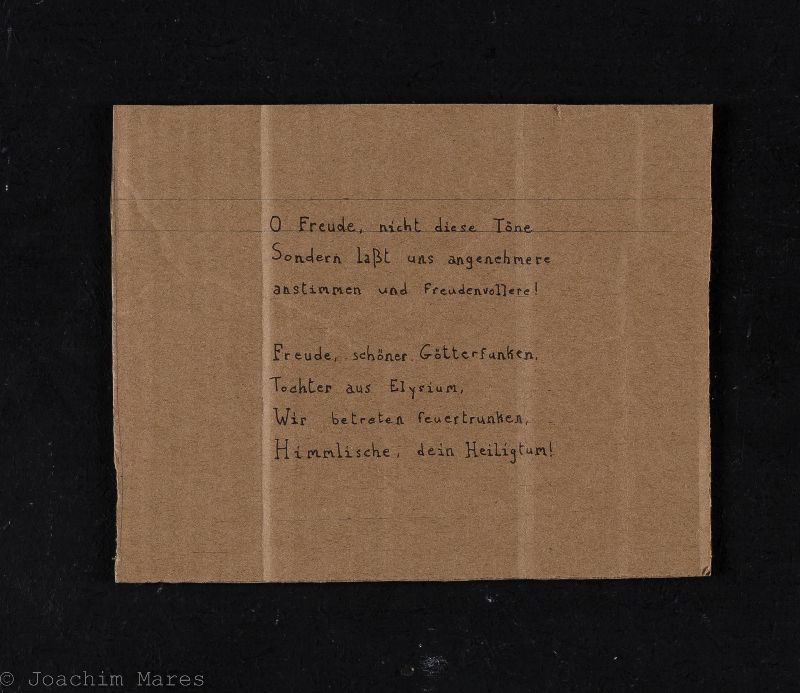 O Freude, nicht diese Töne
Sondern laßt uns angenehmere
anstimmen und freudenvollere!
Freude, schöner Götterfunken,
Tochter aus Elysium,
Wir betreten feuertrunken,
Himmlische, dein Heiligtum!
© Joachim Mares